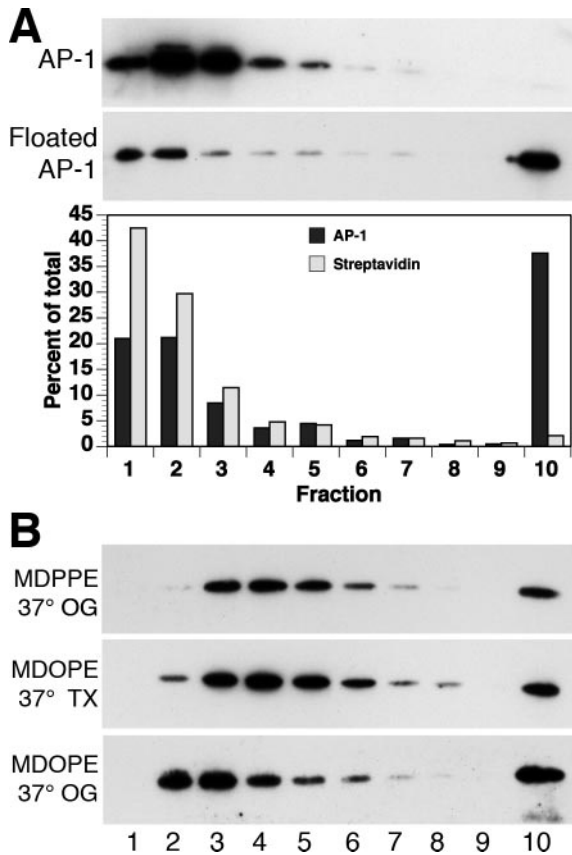 A
AP-1
Floated
AP-1
45
40
35
30
25
20
15
10
5
0
Percent of total
AP-1
Streptavidin
1 2 3 4 5 6 7 8 9 10
Fraction
B
MDPPE
37° OG
MDOPE
37° TX
MDOPE
37° OG
1 2 3 4 5 6 7 8 9 10